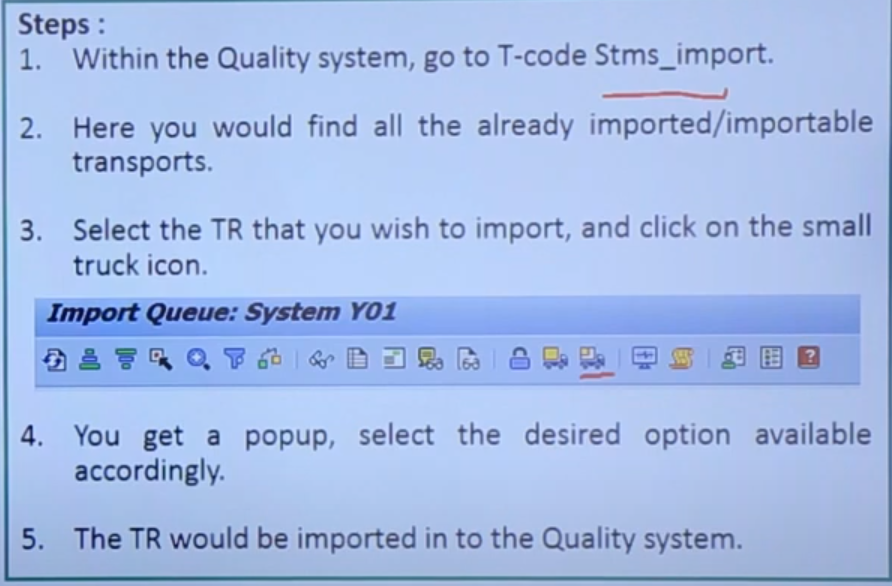 Steps :
1. Within the Quality system, go to T-code Stms_import.
2. Here you would find all the already imported/importable
transports.
3. Select the TR that you wish to import, and click on the small
truck icon.
Import Queue: System Y01
4. You get a popup, select the desired option available
accordingly.
5. The TR would be imported in to the Quality system.